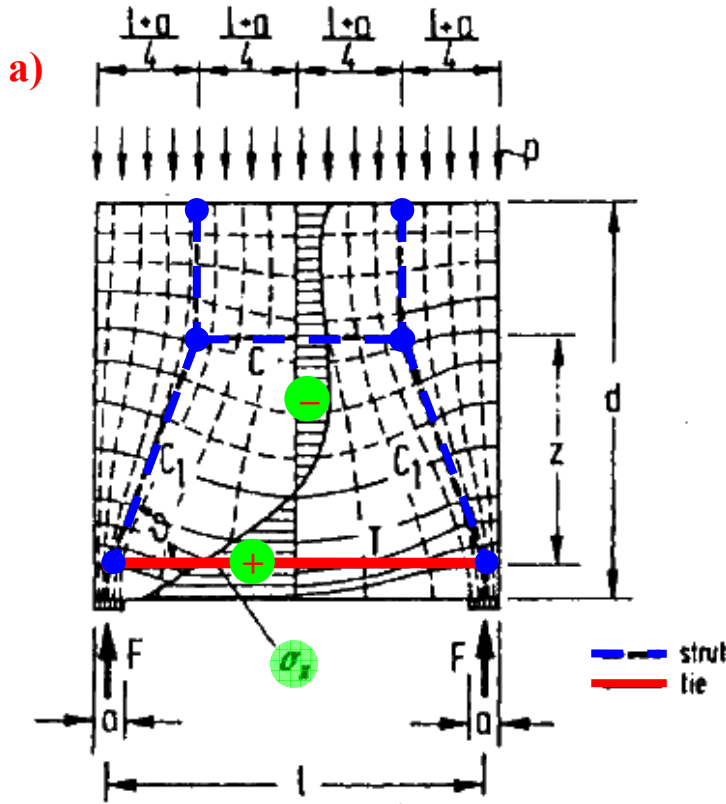 l+a l+a l+a l+a
4 4 4 4
a)
p
C
d
−
z
C₁ C₁
ϑ
T
+
F σₓ F
strut
tie
a a
l